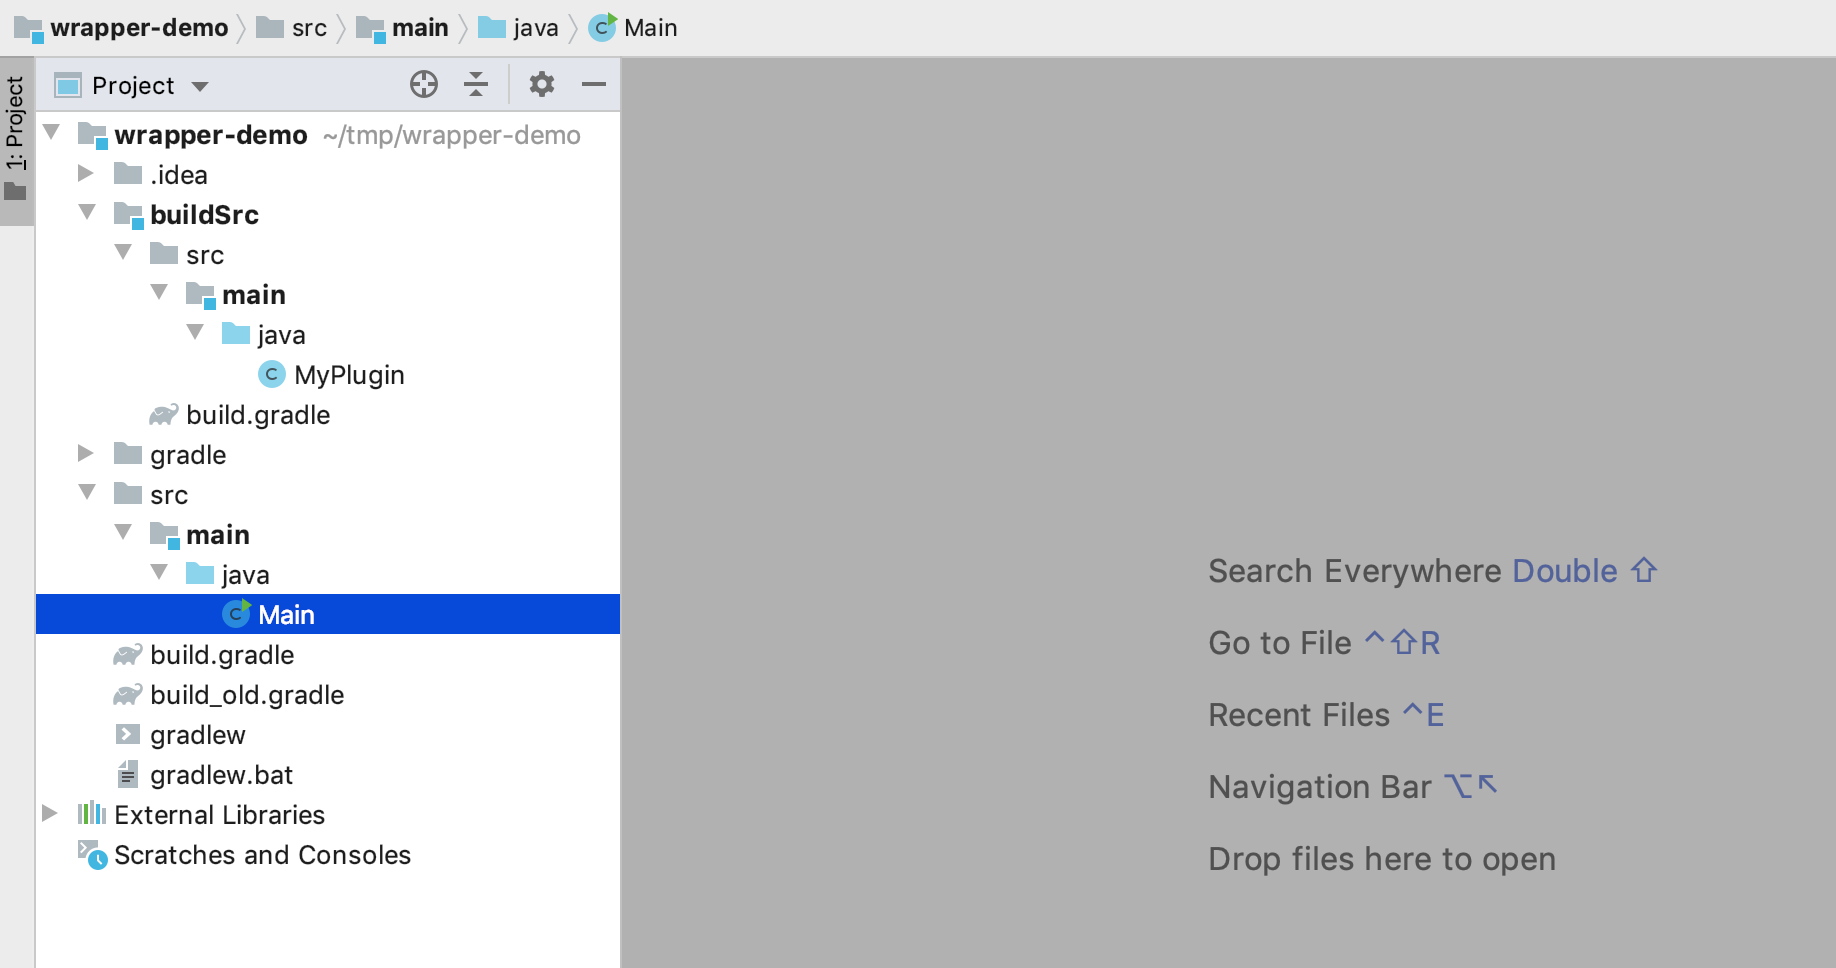 wrapper-demo src main java Main
1: Project
Project
wrapper-demo ~/tmp/wrapper-demo
.idea
buildSrc
src
main
java
C MyPlugin
build.gradle
gradle
src
main
java
C Main
build.gradle
build_old.gradle
gradlew
gradlew.bat
External Libraries
Scratches and Consoles
Search Everywhere Double ⇧
Go to File ^⇧R
Recent Files ^E
Navigation Bar ⌥↖
Drop files here to open